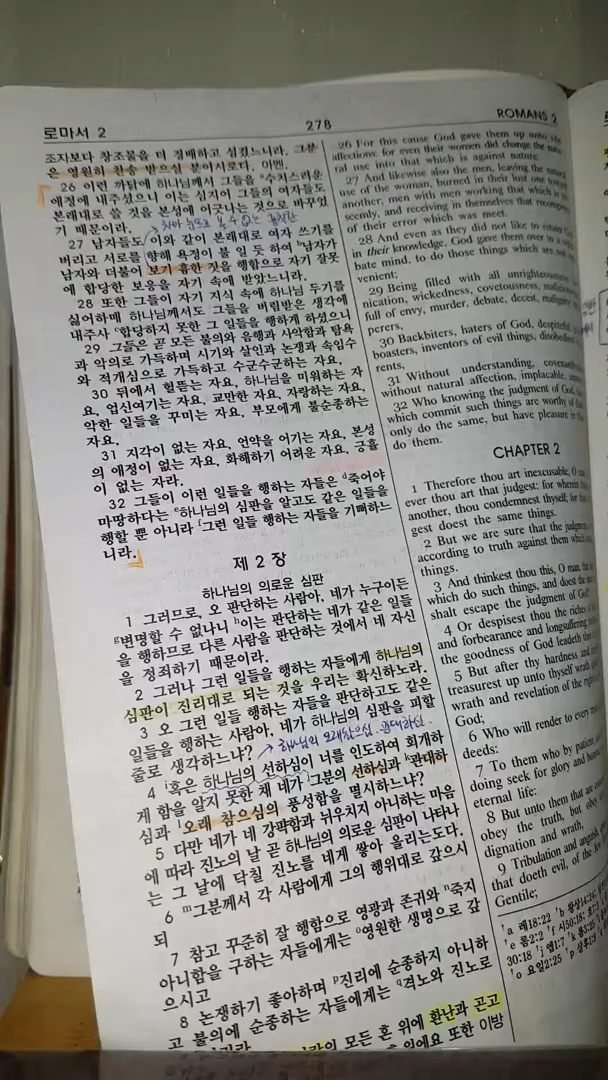 로마서 2
278
ROMANS 2
조지보다 창조물을 더 경배하고 섬겼느니라. 그분
은 영원히 찬송 받으실 분이시로다. 아멘.
26 이런 까닭에 하나님께서 그들을 수치스러운
애정에 내주셨으니 이는 심지어 그들의 여자들도
본래대로 쓸 것을 본성에 어긋나는 것으로 바꾸었
기 때문이라.
27 남자들도 이와 같이 본래대로 여자 쓰기를
버리고 서로를 향해 욕정이 불 일 듯 하여 남자가
남자와 더불어 보기 흉한 짓을 행함으로 자기 잘못
에 합당한 보응을 자기 속에 받았느니라.
28 또한 그들이 자기 지식 속에 하나님 두기를
싫어하매 하나님께서도 그들을 버림받은 생각에
내주사 합당하지 못한 그 일들을 행하게 하셨으니
29 그들은 곧 모든 불의와 음행과 사악함과 탐욕
과 악의로 가득하며 시기와 살인과 논쟁과 속임수
와 적개심으로 가득하고 수군수군하는 자요,
30 뒤에서 헐뜯는 자요, 하나님을 미워하는 자
요, 업신여기는 자요, 교만한 자요, 자랑하는 자요,
악한 일들을 꾸미는 자요, 부모에게 불순종하는
자요,
31 지각이 없는 자요, 언약을 어기는 자요, 본성
의 애정이 없는 자요, 화해하기 어려운 자요, 긍휼
이 없는 자라.
32 그들이 이런 일들을 행하는 자들은 d죽어야
마땅하다는 e하나님의 심판을 알고도 같은 일들을
행할 뿐 아니라 f그런 일들 행하는 자들을 기뻐하느
니라.
제 2 장
하나님의 의로운 심판
1 그러므로, 오 판단하는 사람아, 네가 누구이든
g변명할 수 없나니 h이는 판단하는 네가 같은 일들
을 행하므로 다른 사람을 판단하는 것에서 네 자신
을 정죄하기 때문이라.
2 그러나 그런 일들을 행하는 자들에게 하나님의
심판이 진리대로 되는 것을 우리는 확신하노라.
3 오 그런 일들 행하는 자들을 판단하고도 같은
일들을 행하는 사람아, 네가 하나님의 심판을 피할
줄로 생각하느냐?
4 i혹은 하나님의 선하심이 너를 인도하여 회개하
게 함을 알지 못한 채 네가 j그분의 선하심과 k관대하
심과 l오래 참으심의 풍성함을 멸시하느냐?
5 다만 네가 네 강퍅함과 뉘우치지 아니하는 마음
에 따라 진노의 날 곧 하나님의 의로운 심판이 나타나
는 그 날에 닥칠 진노를 네게 쌓아 올리는도다.
6 m그분께서 각 사람에게 그의 행위대로 갚으시
되
7 참고 꾸준히 잘 행함으로 영광과 존귀와 n죽지
아니함을 구하는 자들에게는 o영원한 생명으로 갚
으시고
8 논쟁하기 좋아하며 p진리에 순종하지 아니하
고 불의에 순종하는 자들에게는 q격노와 진노로
모든 혼 위에 환난과 곤고
또한 이방
26 For this cause God gave them up unto vile
affections: for even their women did change the natu-
ral use into that which is against nature:
27 And likewise also the men, leaving the natural
use of the woman, burned in their lust one toward
another; men with men working that which is un-
seemly, and receiving in themselves that recompence
of their error which was meet.
28 And even as they did not like to retain God
in their knowledge, God gave them over to a repro-
bate mind, to do those things which are not con-
venient;
29 Being filled with all unrighteousness,
nication, wickedness, covetousness,
full of envy, murder, debate, deceit, malignity;
perers,
30 Backbiters, haters of God, despiteful,
boasters, inventors of evil things, disobedient
rents,
31 Without understanding, covenant
without natural affection, implacable,
32 Who knowing the judgment of God,
which commit such things are worthy of
only do the same, but have pleasure in
do them.
CHAPTER 2
1 Therefore thou art inexcusable, O
ever thou art that judgest: for wherein
another, thou condemnest thyself; for
gest doest the same things.
2 But we are sure that the judgment
according to truth against them which
things.
3 And thinkest thou this, O man,
which do such things, and doest the
shalt escape the judgment of God?
4 Or despisest thou the riches
and forbearance and longsuffering;
the goodness of God leadeth
5 But after thy hardness and
treasurest up unto thyself wrath
wrath and revelation of the
God;
6 Who will render to every
deeds:
7 To them who by patient
doing seek for glory and
eternal life:
8 But unto them that are
obey the truth, but obey
dignation and wrath,
9 Tribulation and anguish,
that doeth evil, of the
Gentile;